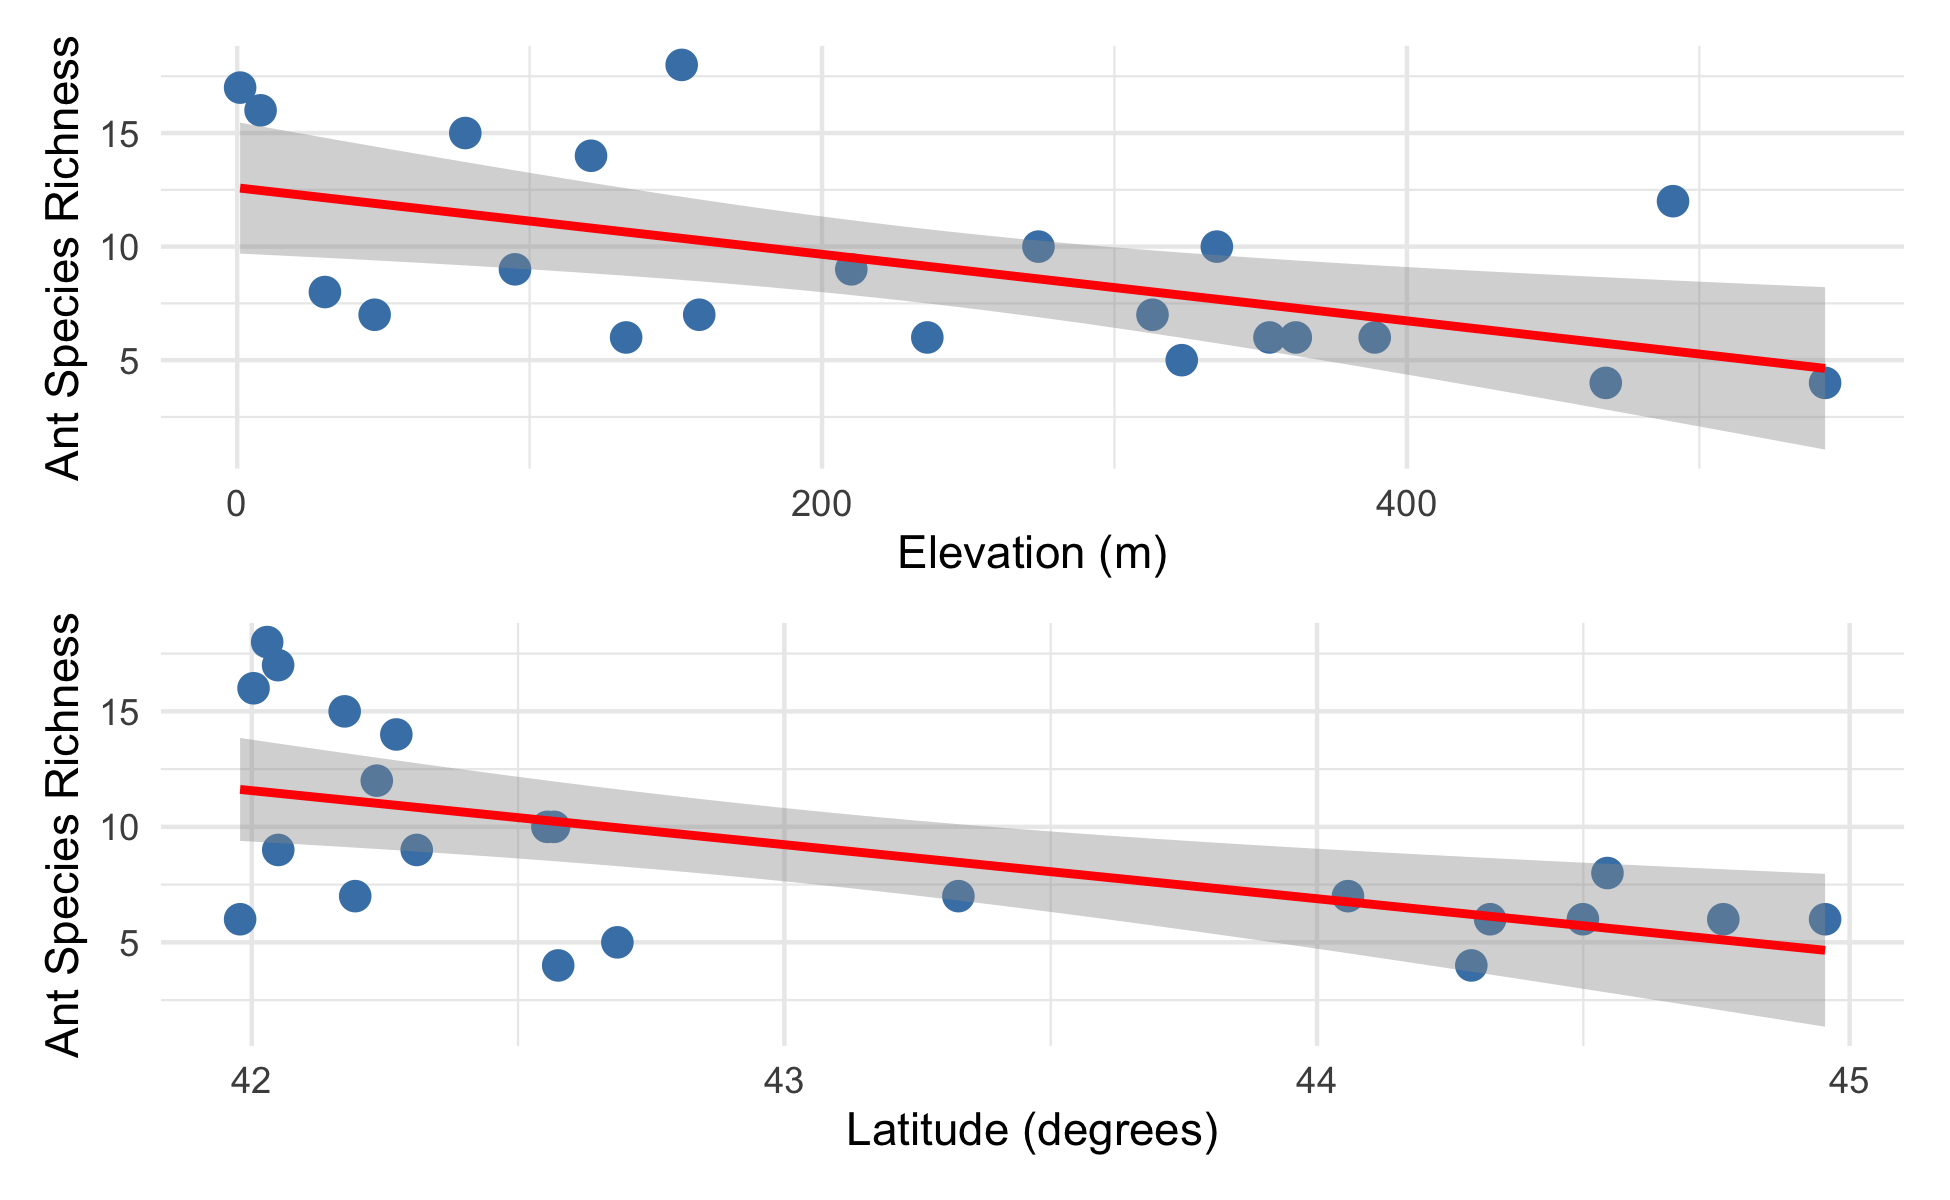 Ant Species Richness
15
10
5
0 200 400
Elevation (m)
Ant Species Richness
15
10
5
42 43 44 45
Latitude (degrees)